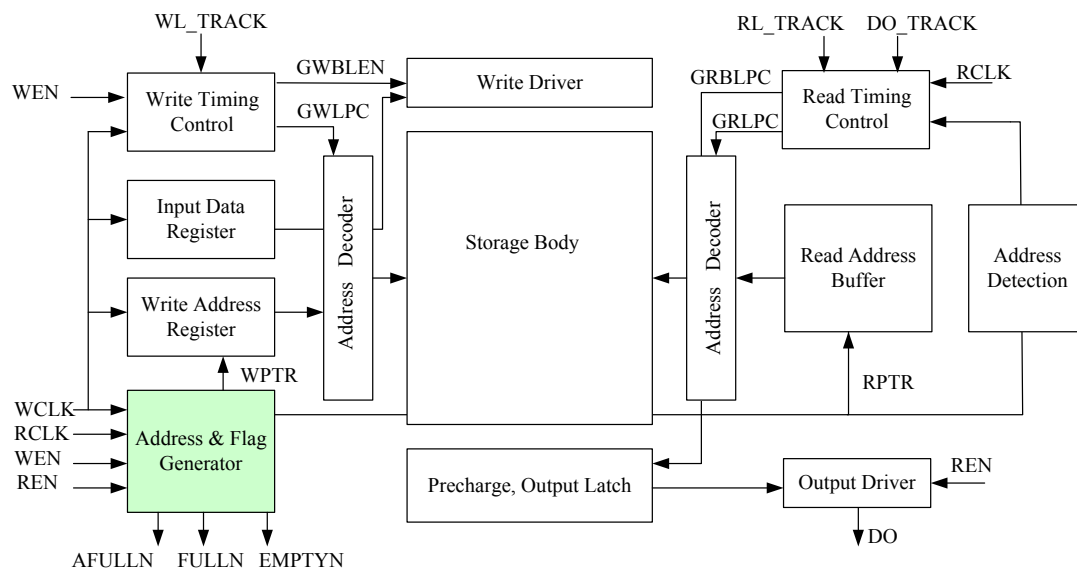 WL_TRACK
RL_TRACK
DO_TRACK
GWBLEN
Write Driver
GRBLPC
RCLK
WEN
Write Timing
Control
GWLPC
GRLPC
Read Timing
Control
Input Data
Register
Address Decoder
Storage Body
Address Decoder
Read Address
Buffer
Address
Detection
Write Address
Register
WPTR
RPTR
WCLK
RCLK
WEN
REN
Address & Flag
Generator
Precharge, Output Latch
Output Driver
REN
AFULLN
FULLN
EMPTYN
DO